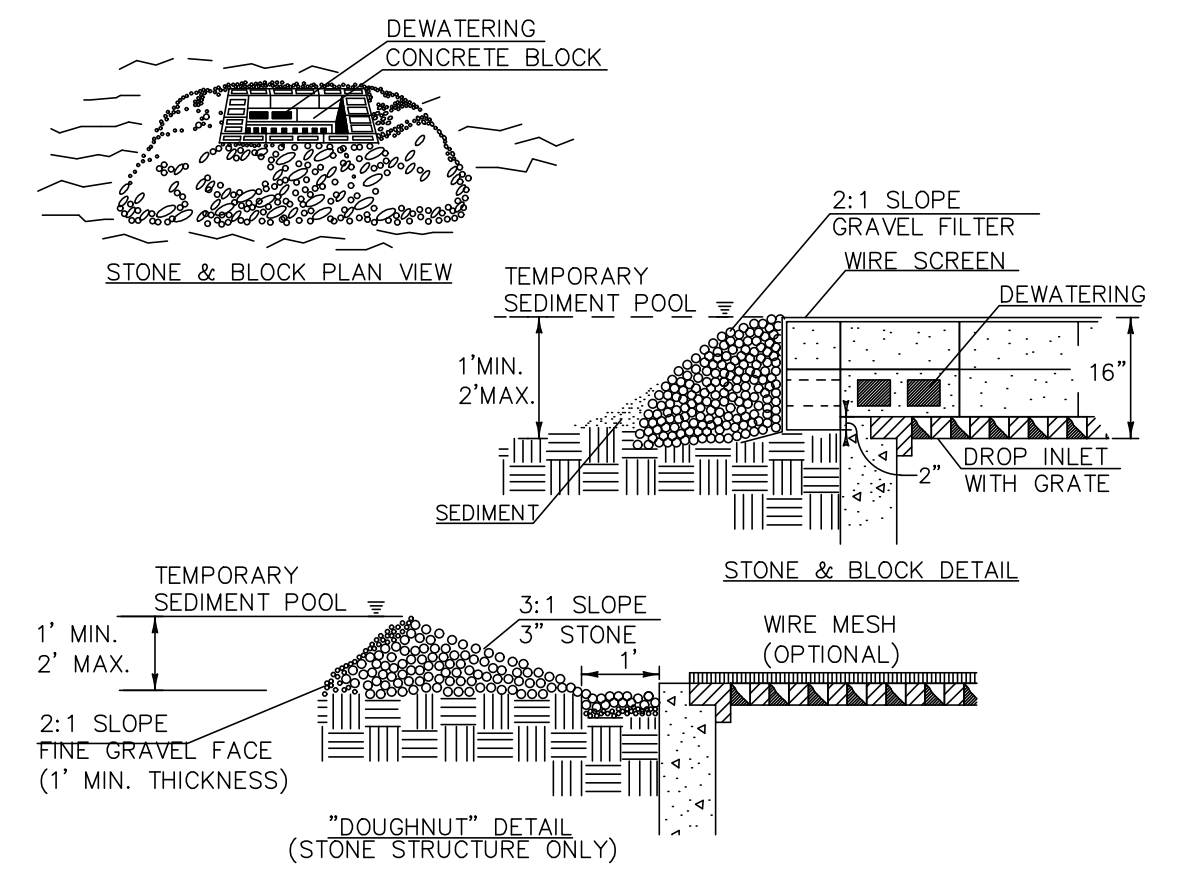 DEWATERING
CONCRETE BLOCK
STONE & BLOCK PLAN VIEW
2:1 SLOPE
GRAVEL FILTER
WIRE SCREEN
TEMPORARY
SEDIMENT POOL
DEWATERING
1'MIN.
2'MAX.
16"
DROP INLET
WITH GRATE
2"
SEDIMENT
STONE & BLOCK DETAIL
TEMPORARY
SEDIMENT POOL
3:1 SLOPE
3" STONE
1'
1' MIN.
2' MAX.
WIRE MESH
(OPTIONAL)
2:1 SLOPE
FINE GRAVEL FACE
(1' MIN. THICKNESS)
"DOUGHNUT" DETAIL
(STONE STRUCTURE ONLY)